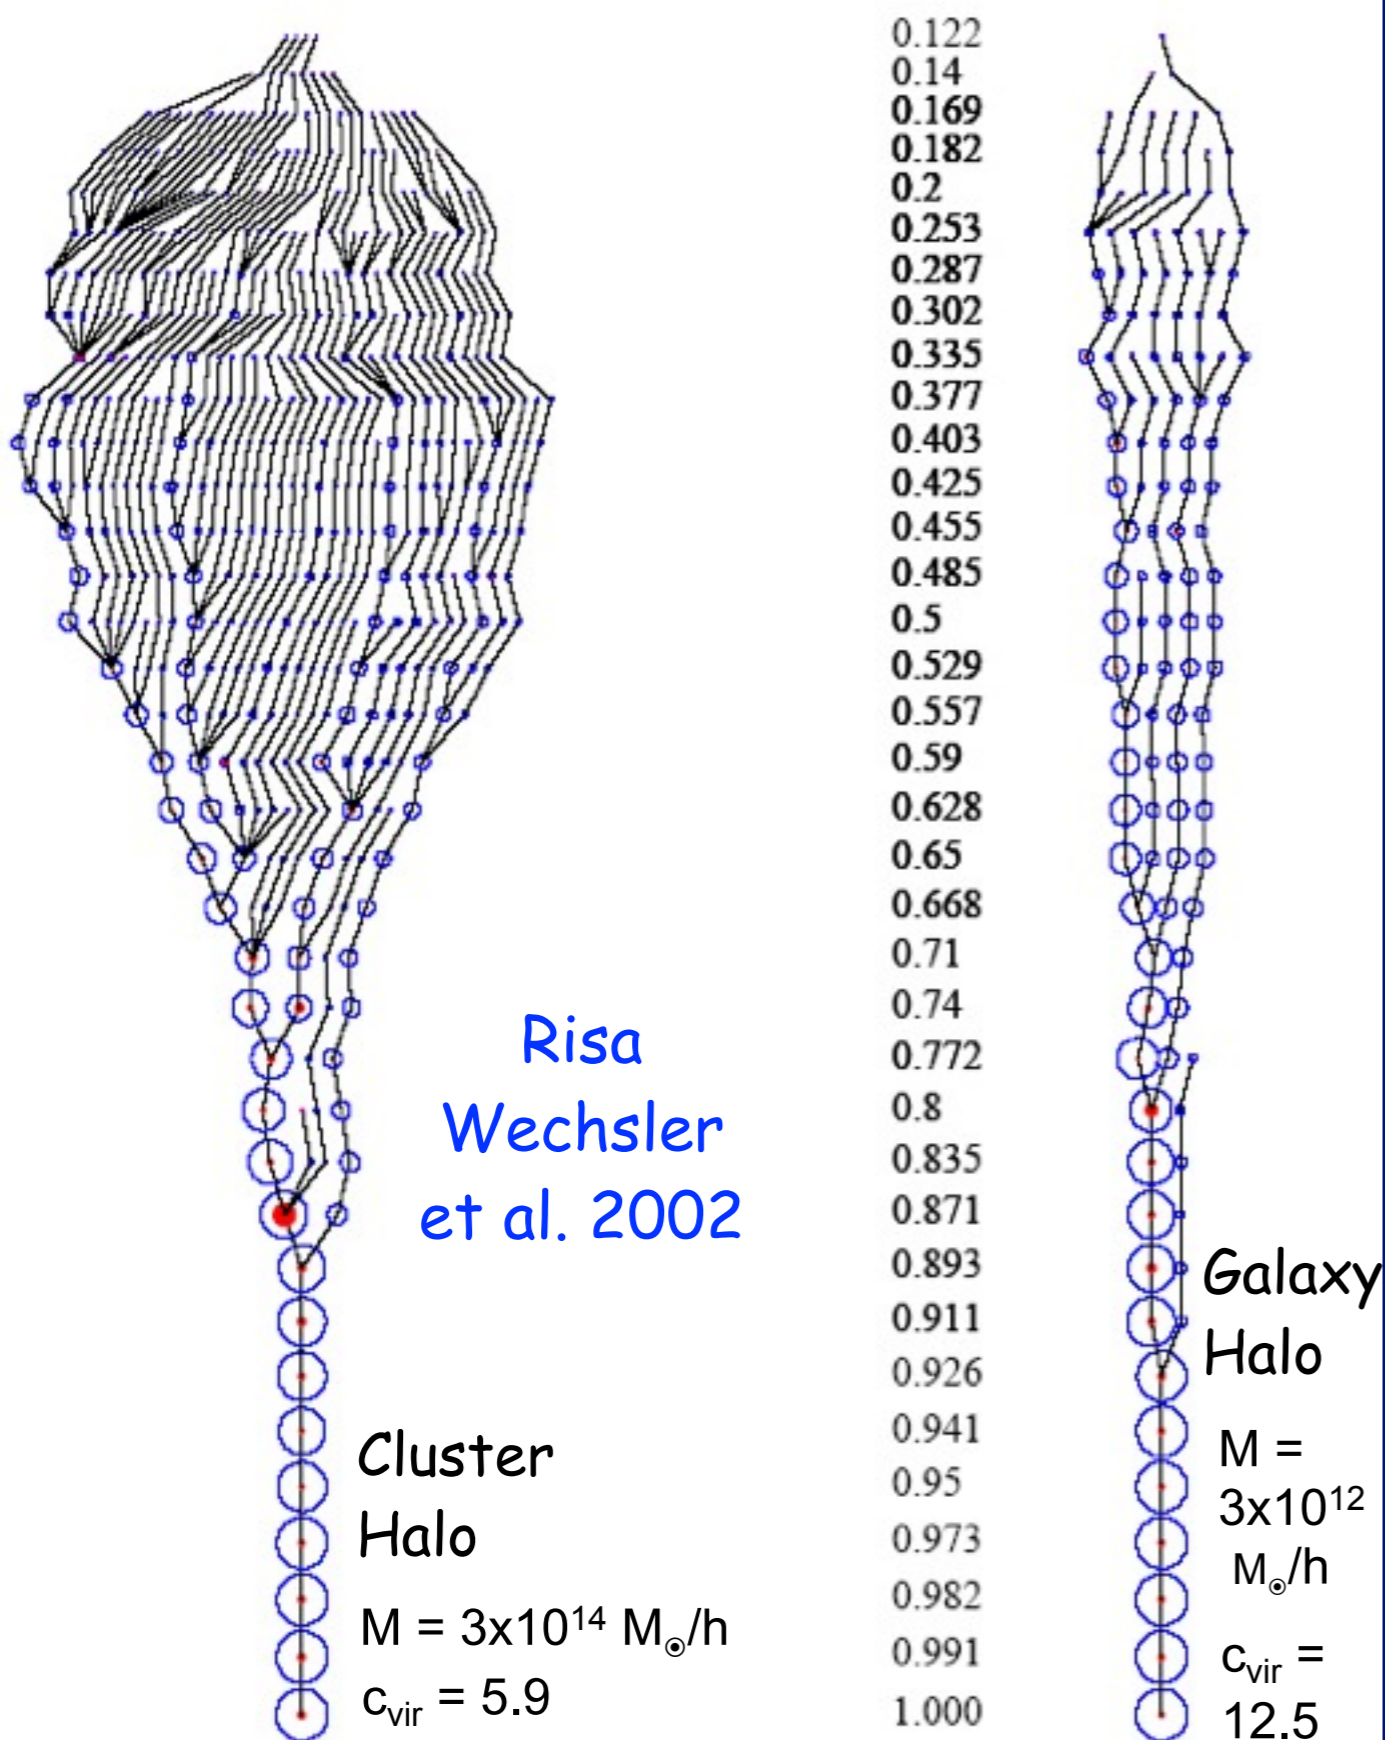 0.122
0.14
0.169
0.182
0.2
0.253
0.287
0.302
0.335
0.377
0.403
0.425
0.455
0.485
0.5
0.529
0.557
0.59
0.628
0.65
0.668
0.71
0.74
0.772
0.8
0.835
0.871
0.893
0.911
0.926
0.941
0.95
0.973
0.982
0.991
1.000
Risa
Wechsler
et al. 2002
Cluster
Halo
M = 3x10¹⁴ M☉/h
c_vir = 5.9
Galaxy
Halo
M =
3x10¹²
M☉/h
c_vir =
12.5